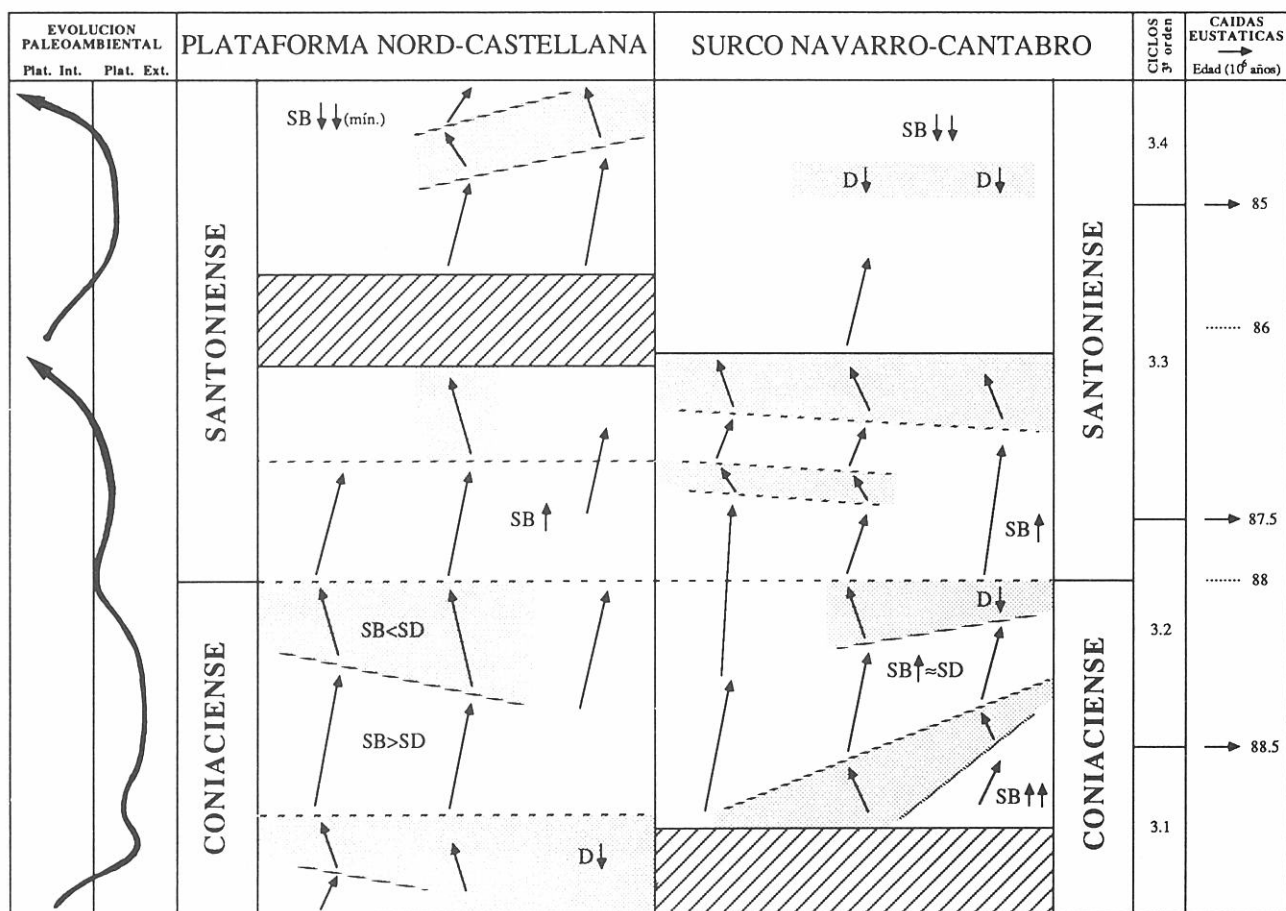 EVOLUCION
PALEOAMBIENTAL
Plat. Int. Plat. Ext.
PLATAFORMA NORD-CASTELLANA
SURCO NAVARRO-CANTABRO
CICLOS
3º orden
CAIDAS
EUSTATICAS
→
Edad (10⁶ años)
SANTONIENSE
CONIACIENSE
SB↓↓(mín.)
SB↑
SB<SD
SB>SD
D↓
SB↓↓
D↓ D↓
SB↑
D↓
SB↑≈SD
SB↑↑
SANTONIENSE
CONIACIENSE
3.4
3.3
3.2
3.1
85
86
87.5
88
88.5